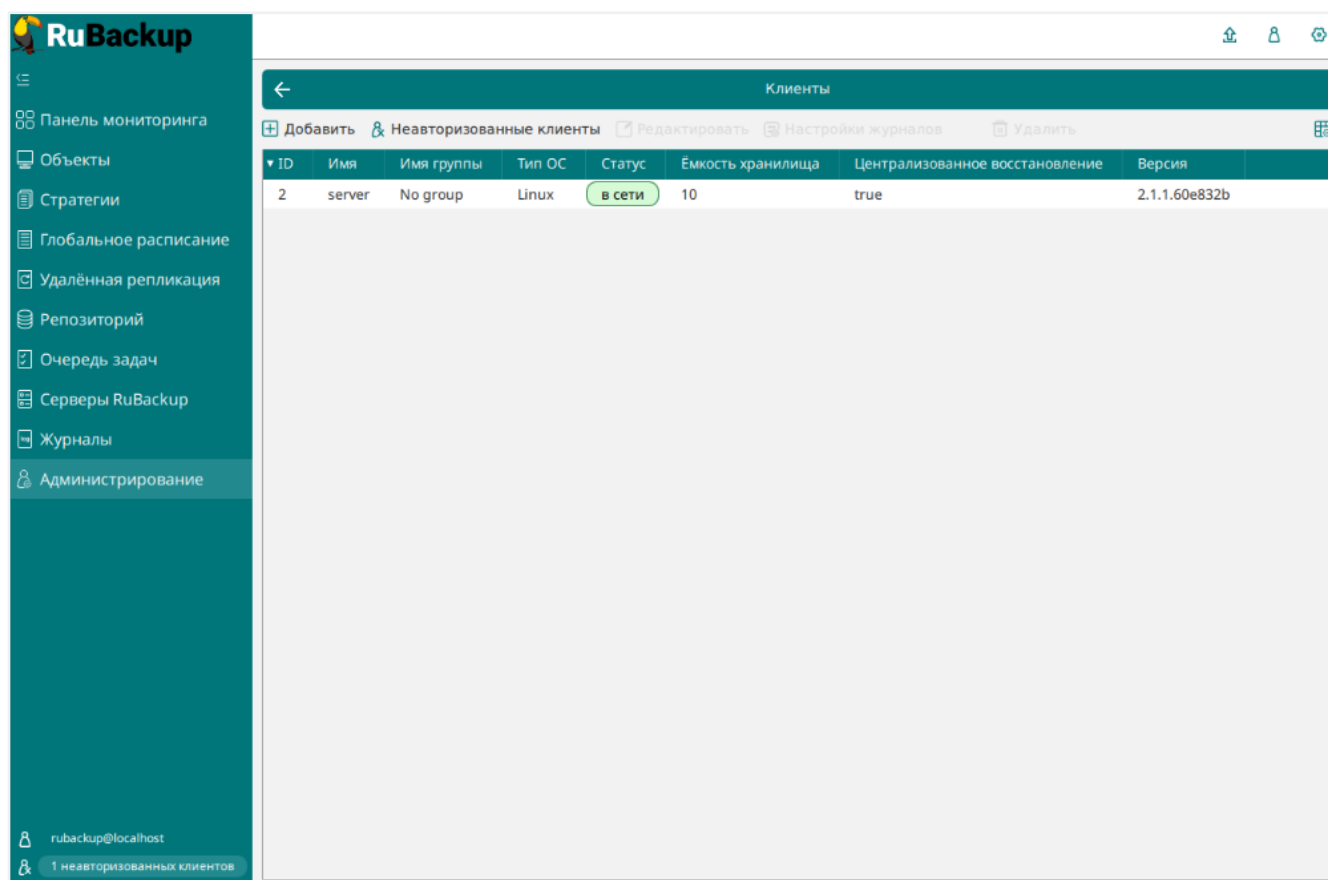 RuBackup
Клиенты
Панель мониторинга
Объекты
Стратегии
Глобальное расписание
Удалённая репликация
Репозиторий
Очередь задач
Серверы RuBackup
Журналы
Администрирование
Добавить Неавторизованные клиенты Редактировать Настройки журналов Удалить
ID Имя Имя группы Тип ОС Статус Ёмкость хранилища Централизованное восстановление Версия
2 server No group Linux в сети 10 true 2.1.1.60e832b
rubackup@localhost
1 неавторизованных клиентов